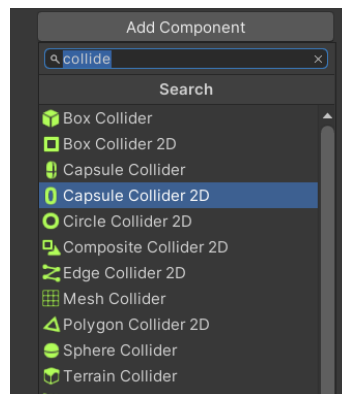 Add Component
collide
Search
Box Collider
Box Collider 2D
Capsule Collider
Capsule Collider 2D
Circle Collider 2D
Composite Collider 2D
Edge Collider 2D
Mesh Collider
Polygon Collider 2D
Sphere Collider
Terrain Collider